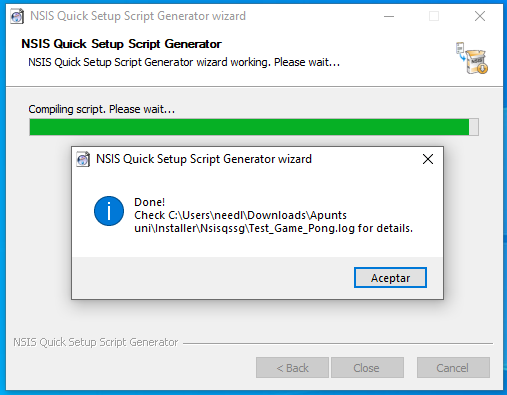 NSIS Quick Setup Script Generator wizard
NSIS Quick Setup Script Generator
NSIS Quick Setup Script Generator wizard working. Please wait...
Compiling script. Please wait...
NSIS Quick Setup Script Generator wizard
Done!
Check C:\Users\needl\Downloads\Apunts
uni\Installer\Nsisqssg\Test_Game_Pong.log for details.
Aceptar
NSIS Quick Setup Script Generator
< Back
Close
Cancel